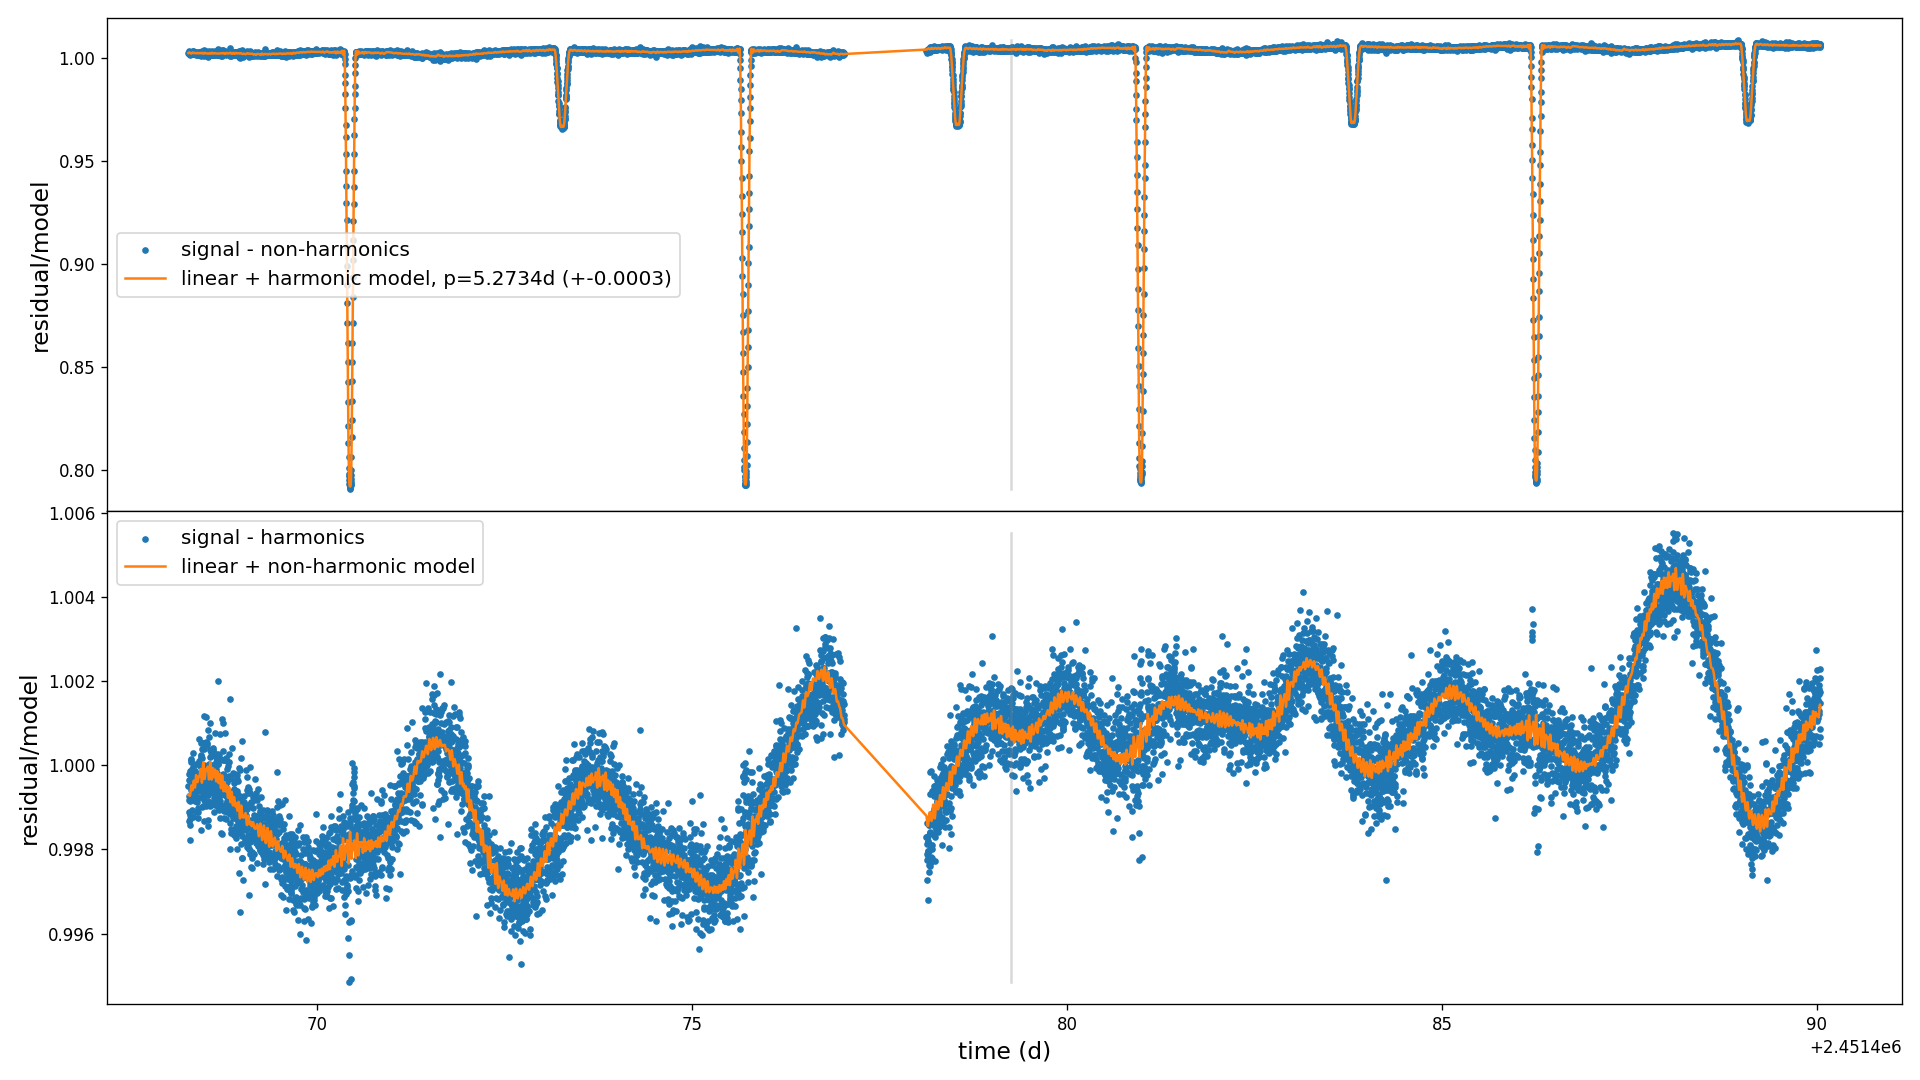 1.00
0.95
0.90
0.85
0.80
residual/model
signal - non-harmonics
linear + harmonic model, p=5.2734d (+-0.0003)
1.006
1.004
1.002
1.000
0.998
0.996
residual/model
signal - harmonics
linear + non-harmonic model
70
75
80
85
90
time (d)
+2.4514e6